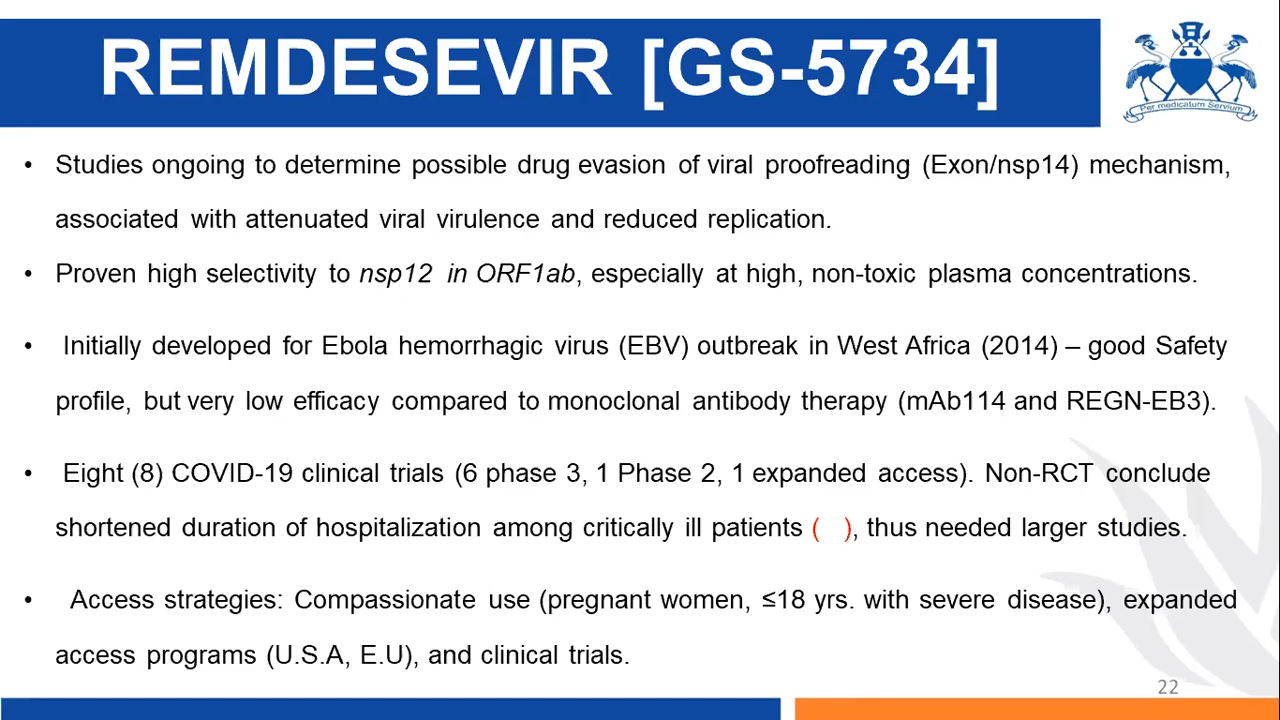 REMDESEVIR [GS-5734]
Per medicatum Servium
• Studies ongoing to determine possible drug evasion of viral proofreading (Exon/nsp14) mechanism,
associated with attenuated viral virulence and reduced replication.
• Proven high selectivity to nsp12 in ORF1ab, especially at high, non-toxic plasma concentrations.
• Initially developed for Ebola hemorrhagic virus (EBV) outbreak in West Africa (2014) – good Safety
profile, but very low efficacy compared to monoclonal antibody therapy (mAb114 and REGN-EB3).
• Eight (8) COVID-19 clinical trials (6 phase 3, 1 Phase 2, 1 expanded access). Non-RCT conclude
shortened duration of hospitalization among critically ill patients ( ), thus needed larger studies.
• Access strategies: Compassionate use (pregnant women, ≤18 yrs. with severe disease), expanded
access programs (U.S.A, E.U), and clinical trials.
22